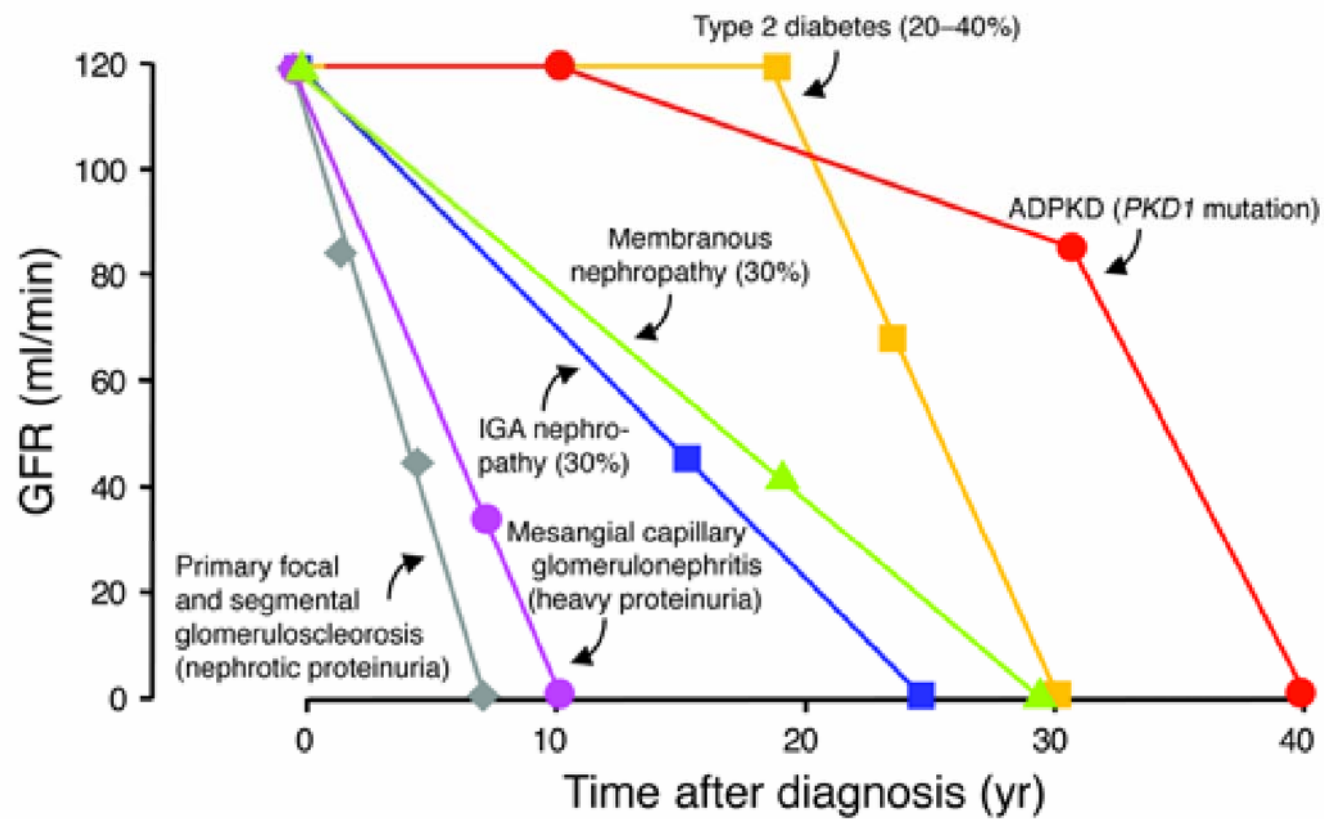 Type 2 diabetes (20–40%)
120
100
80
60
40
20
0
GFR (ml/min)
ADPKD (PKD1 mutation)
Membranous
nephropathy (30%)
IGA nephro-
pathy (30%)
Mesangial capillary
glomerulonephritis
(heavy proteinuria)
Primary focal
and segmental
glomeruloscleorosis
(nephrotic proteinuria)
0
10
20
30
40
Time after diagnosis (yr)